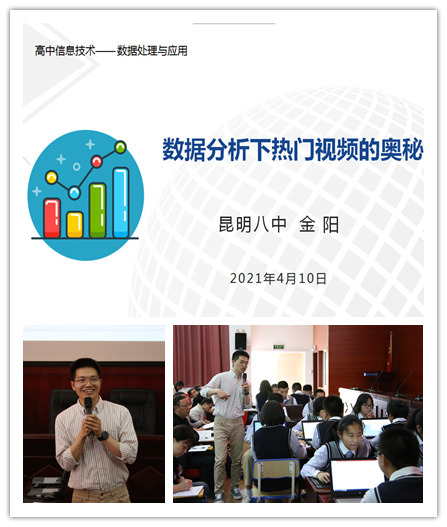 高中信息技术—— 数据处理与应用
数据分析下热门视频的奥秘
昆明八中 金 阳
2021年4月10日